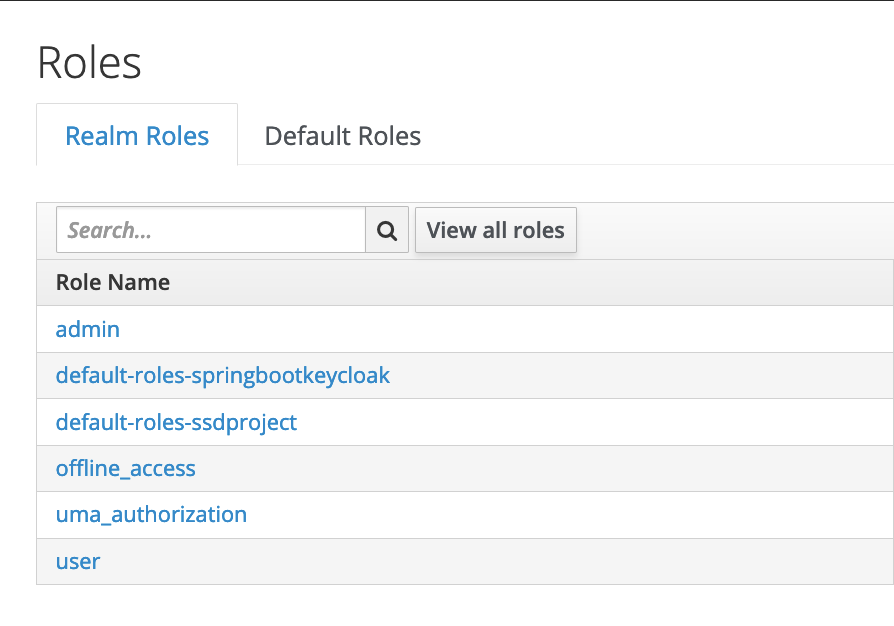 Roles
Realm Roles Default Roles
Search... View all roles
Role Name
admin
default-roles-springbootkeycloak
default-roles-ssdproject
offline_access
uma_authorization
user